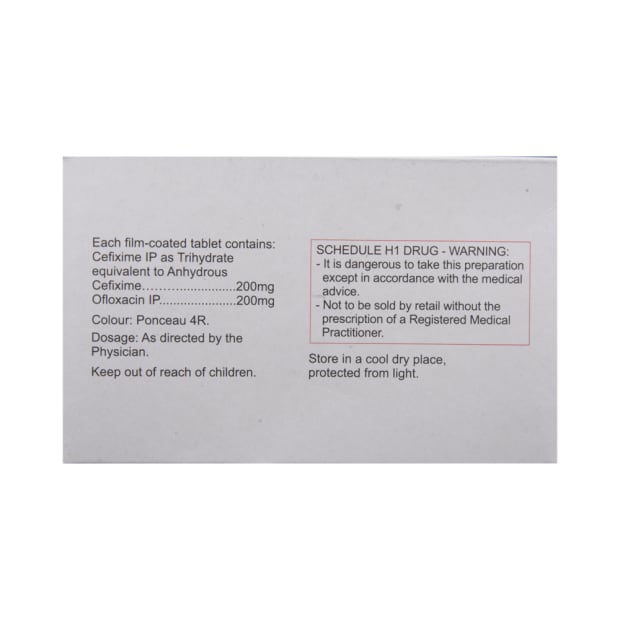 Each film-coated tablet contains:
Cefixime IP as Trihydrate
equivalent to Anhydrous
Cefixime........................200mg
Ofloxacin IP....................200mg
Colour: Ponceau 4R.
Dosage: As directed by the
Physician.
Keep out of reach of children.
SCHEDULE H1 DRUG - WARNING:
- It is dangerous to take this preparation
except in accordance with the medical
advice.
- Not to be sold by retail without the
prescription of a Registered Medical
Practitioner.
Store in a cool dry place,
protected from light.